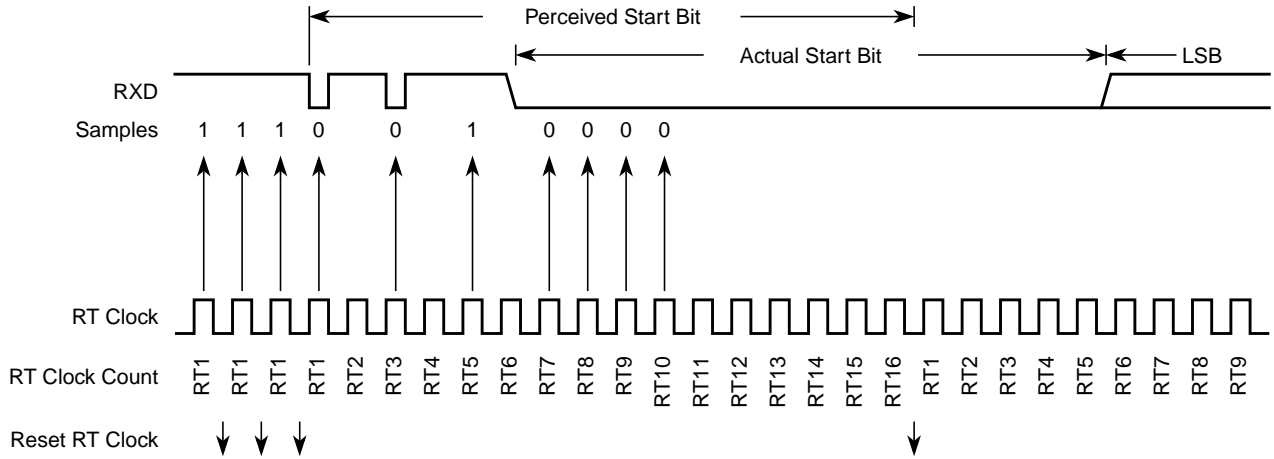 Perceived Start Bit
Actual Start Bit
LSB
RXD
Samples 1 1 1 0 0 1 0 0 0 0
RT Clock
RT Clock Count RT1 RT1 RT1 RT1 RT2 RT3 RT4 RT5 RT6 RT7 RT8 RT9 RT10 RT11 RT12 RT13 RT14 RT15 RT16 RT1 RT2 RT3 RT4 RT5 RT6 RT7 RT8 RT9
Reset RT Clock